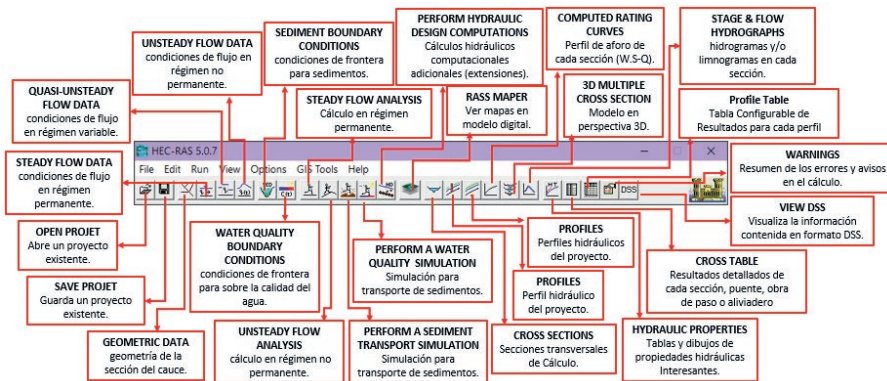 UNSTEADY FLOW DATA
condiciones de flujo en
régimen no
permanente.
SEDIMENT BOUNDARY
CONDITIONS
condiciones de frontera
para sedimentos.
PERFORM HYDRAULIC
DESIGN COMPUTATIONS
Cálculos hidráulicos
computacionales
adicionales (extensiones).
COMPUTED RATING
CURVES
Perfil de aforo de
cada sección (W.S-Q).
STAGE & FLOW
HYDROGRAPHS
hidrogramas y/o
limnogramas en cada
sección.
QUASI-UNSTEADY
FLOW DATA
condiciones de flujo
en régimen variable.
STEADY FLOW ANALYSIS
Cálculo en régimen
permanente.
RASS MAPER
Ver mapas en
modelo digital.
3D MULTIPLE
CROSS SECTION
Modelo en
perspectiva 3D.
Profile Table
Tabla Configurable de
Resultados para cada perfil
STEADY FLOW DATA
condiciones de flujo
en régimen
permanente.
HEC-RAS 5.0.7
File Edit Run View Options GIS Tools Help
DSS
WARNINGS
Resumen de los errores y avisos
en el cálculo.
VIEW DSS
Visualiza la información
contenida en formato DSS.
OPEN PROJET
Abre un proyecto
existente.
WATER QUALITY
BOUNDARY
CONDITIONS
condiciones de frontera
para sobre la calidad del
agua.
PERFORM A WATER
QUALITY SIMULATION
Simulación para
transporte de sedimentos.
PROFILES
Perfiles hidráulicos
del proyecto.
CROSS TABLE
Resultados detallados de
cada sección, puente, obra
de paso o aliviadero
SAVE PROJET
Guarda un proyecto
existente.
PROFILES
Perfil hidráulico
del proyecto.
GEOMETRIC DATA
geometría de la
sección del cauce.
UNSTEADY FLOW
ANALYSIS
cálculo en régimen no
permanente.
PERFORM A SEDIMENT
TRANSPORT SIMULATION
Simulación para
transporte de sedimentos.
CROSS SECTIONS
Secciones transversales
de Cálculo.
HYDRAULIC PROPERTIES
Tablas y dibujos de
propiedades hidráulicas
Interesantes.